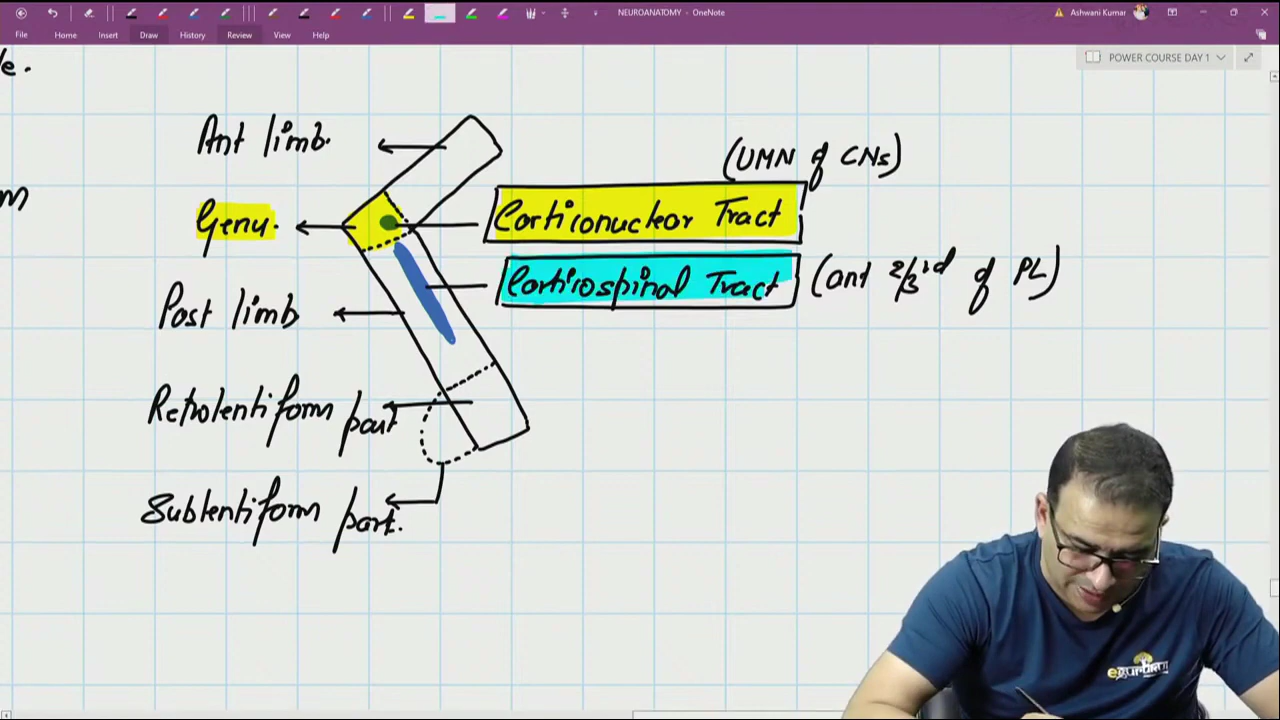 NEUROANATOMY - OneNote
Ashwani Kumar
File Home Insert Draw History Review View Help
POWER COURSE DAY 1
e.
m
Ant limb.
(UMN of CNs)
Genu.
Corticonuclear Tract
Corticospinal Tract (ant 2/3rd of PL)
Post limb
Retrolentiform part
Sublentiform part.
egurukul